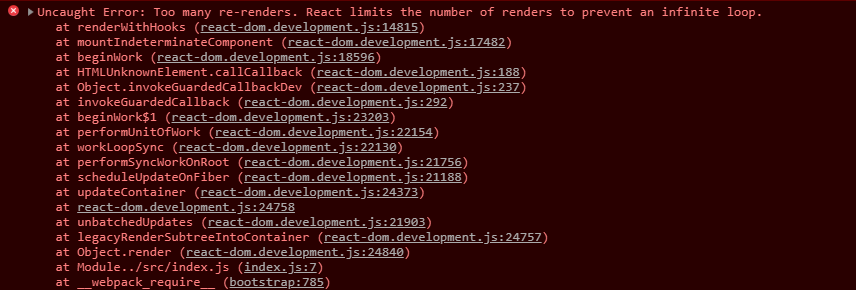 Uncaught Error: Too many re-renders. React limits the number of renders to prevent an infinite loop.
at renderWithHooks (react-dom.development.js:14815)
at mountIndeterminateComponent (react-dom.development.js:17482)
at beginWork (react-dom.development.js:18596)
at HTMLUnknownElement.callCallback (react-dom.development.js:188)
at Object.invokeGuardedCallbackDev (react-dom.development.js:237)
at invokeGuardedCallback (react-dom.development.js:292)
at beginWork$1 (react-dom.development.js:23203)
at performUnitOfWork (react-dom.development.js:22154)
at workLoopSync (react-dom.development.js:22130)
at performSyncWorkOnRoot (react-dom.development.js:21756)
at scheduleUpdateOnFiber (react-dom.development.js:21188)
at updateContainer (react-dom.development.js:24373)
at react-dom.development.js:24758
at unbatchedUpdates (react-dom.development.js:21903)
at legacyRenderSubtreeIntoContainer (react-dom.development.js:24757)
at Object.render (react-dom.development.js:24840)
at Module../src/index.js (index.js:7)
at __webpack_require__ (bootstrap:785)